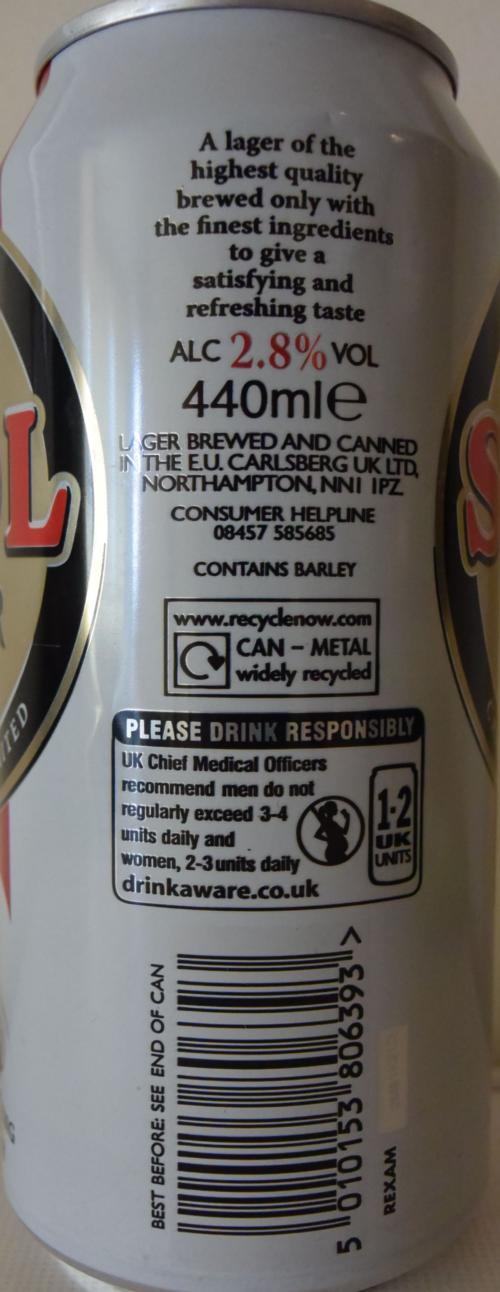 A lager of the
highest quality
brewed only with
the finest ingredients
to give a
satisfying and
refreshing taste
ALC 2.8% VOL
440ml e
LAGER BREWED AND CANNED
IN THE E.U. CARLSBERG UK LTD,
NORTHAMPTON, NN1 1PZ
CONSUMER HELPLINE
08457 585685
CONTAINS BARLEY
www.recyclenow.com
CAN – METAL
widely recycled
PLEASE DRINK RESPONSIBLY
UK Chief Medical Officers
recommend men do not
regularly exceed 3-4
units daily and
women, 2-3 units daily
drinkaware.co.uk
1·2
UK
UNITS
BEST BEFORE: SEE END OF CAN
5 010153 806393 >
REXAM
L
S